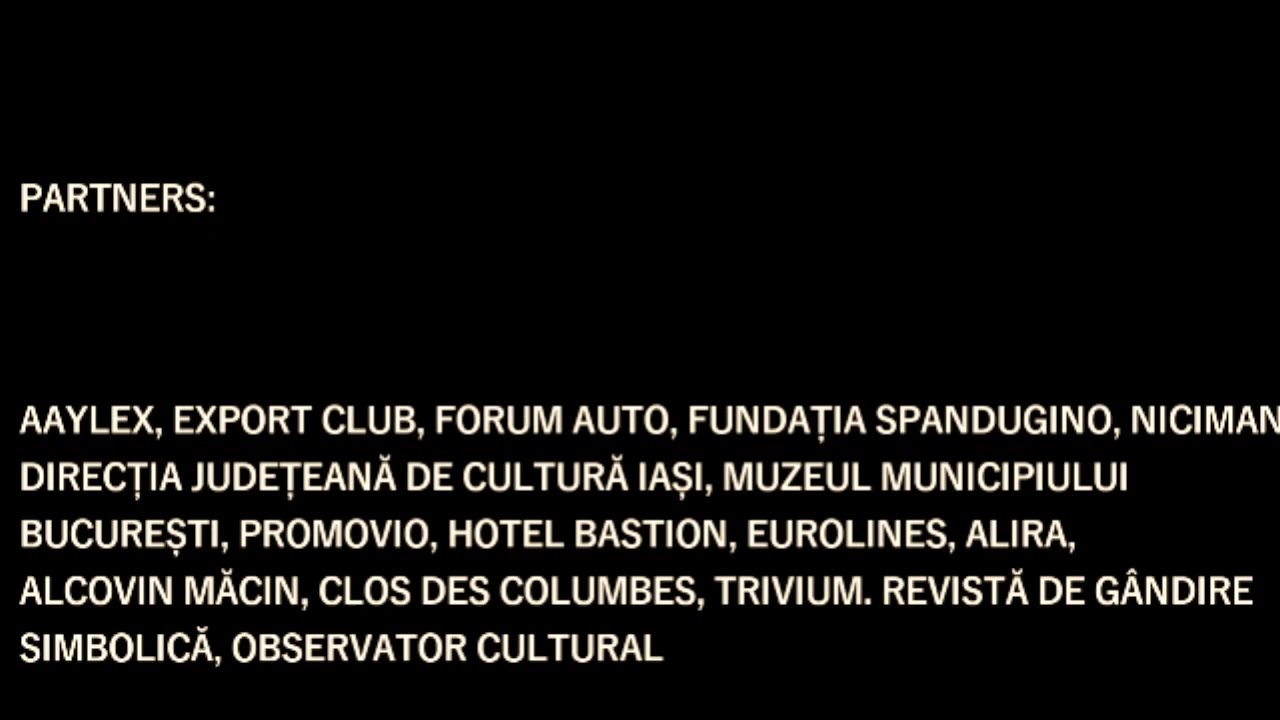 PARTNERS:
AAYLEX, EXPORT CLUB, FORUM AUTO, FUNDAȚIA SPANDUGINO, NICIMAN
DIRECȚIA JUDEȚEANĂ DE CULTURĂ IAȘI, MUZEUL MUNICIPIULUI
BUCUREȘTI, PROMOVIO, HOTEL BASTION, EUROLINES, ALIRA,
ALCOVIN MĂCIN, CLOS DES COLUMBES, TRIVIUM. REVISTĂ DE GÂNDIRE
SIMBOLICĂ, OBSERVATOR CULTURAL